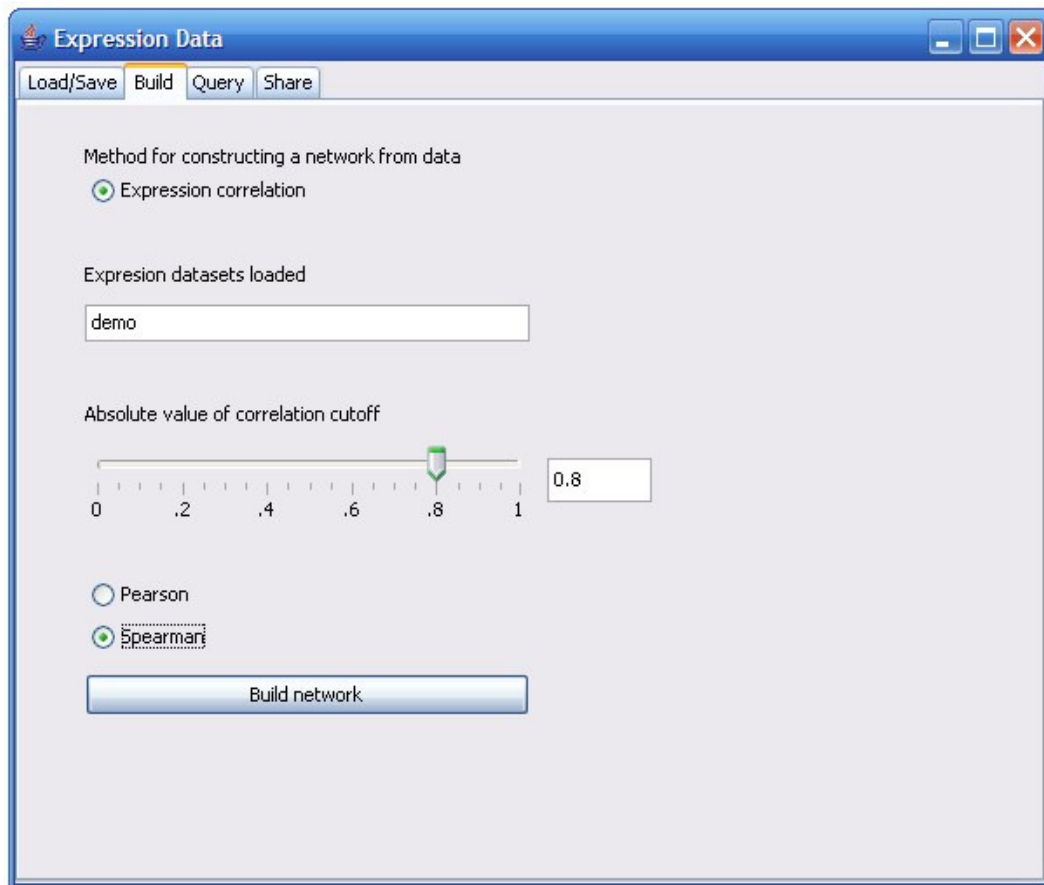 Expression Data
Load/Save Build Query Share
Method for constructing a network from data
Expression correlation
Expresion datasets loaded
demo
Absolute value of correlation cutoff
0.8
0 .2 .4 .6 .8 1
Pearson
Spearman
Build network